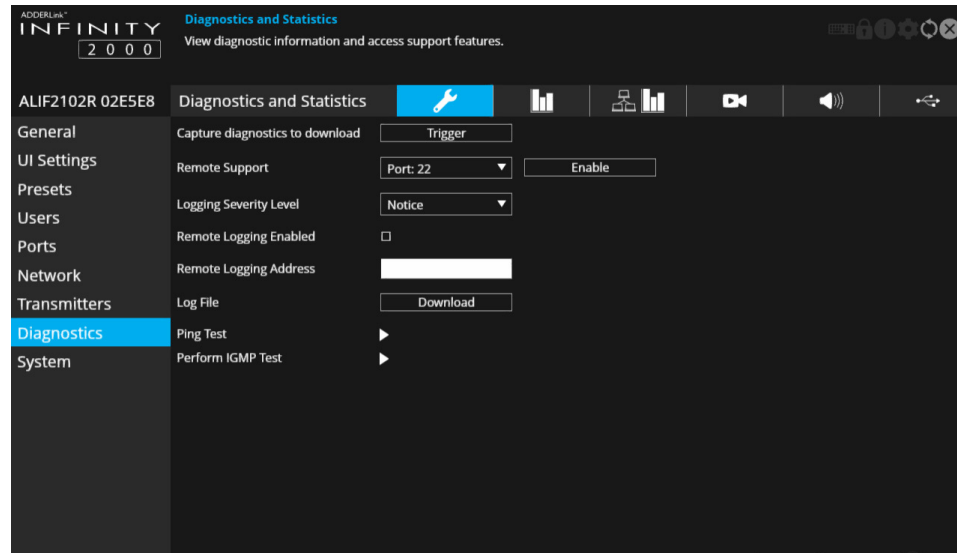 ADDERLink™
INFINITY
2000
Diagnostics and Statistics
View diagnostic information and access support features.
ALIF2102R 02E5E8
Diagnostics and Statistics
General
UI Settings
Presets
Users
Ports
Network
Transmitters
Diagnostics
System
Capture diagnostics to download
Trigger
Remote Support
Port: 22
Enable
Logging Severity Level
Notice
Remote Logging Enabled
Remote Logging Address
Log File
Download
Ping Test
Perform IGMP Test